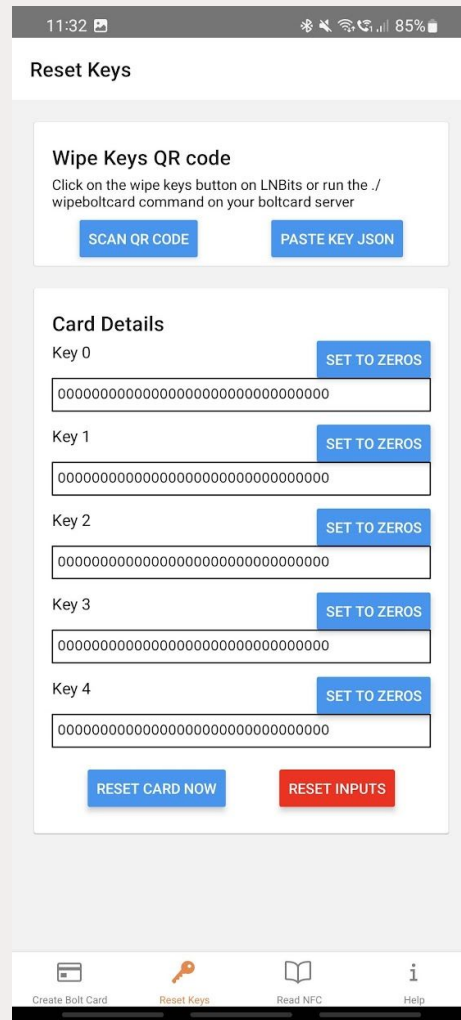 11:32
85%
Reset Keys
Wipe Keys QR code
Click on the wipe keys button on LNBits or run the ./
wipeboltcard command on your boltcard server
SCAN QR CODE
PASTE KEY JSON
Card Details
Key 0
SET TO ZEROS
00000000000000000000000000000000
Key 1
SET TO ZEROS
00000000000000000000000000000000
Key 2
SET TO ZEROS
00000000000000000000000000000000
Key 3
SET TO ZEROS
00000000000000000000000000000000
Key 4
SET TO ZEROS
00000000000000000000000000000000
RESET CARD NOW
RESET INPUTS
Create Bolt Card
Reset Keys
Read NFC
Help